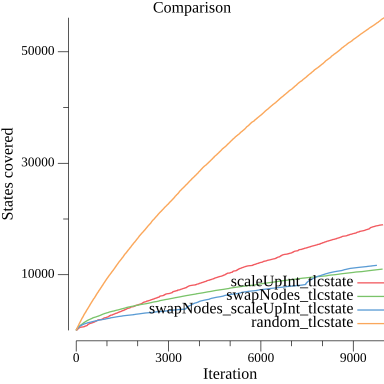 Comparison
States covered
50000
30000
10000
scaleUpInt_tlcstate
swapNodes_tlcstate
swapNodes_scaleUpInt_tlcstate
random_tlcstate
0
3000
6000
9000
Iteration